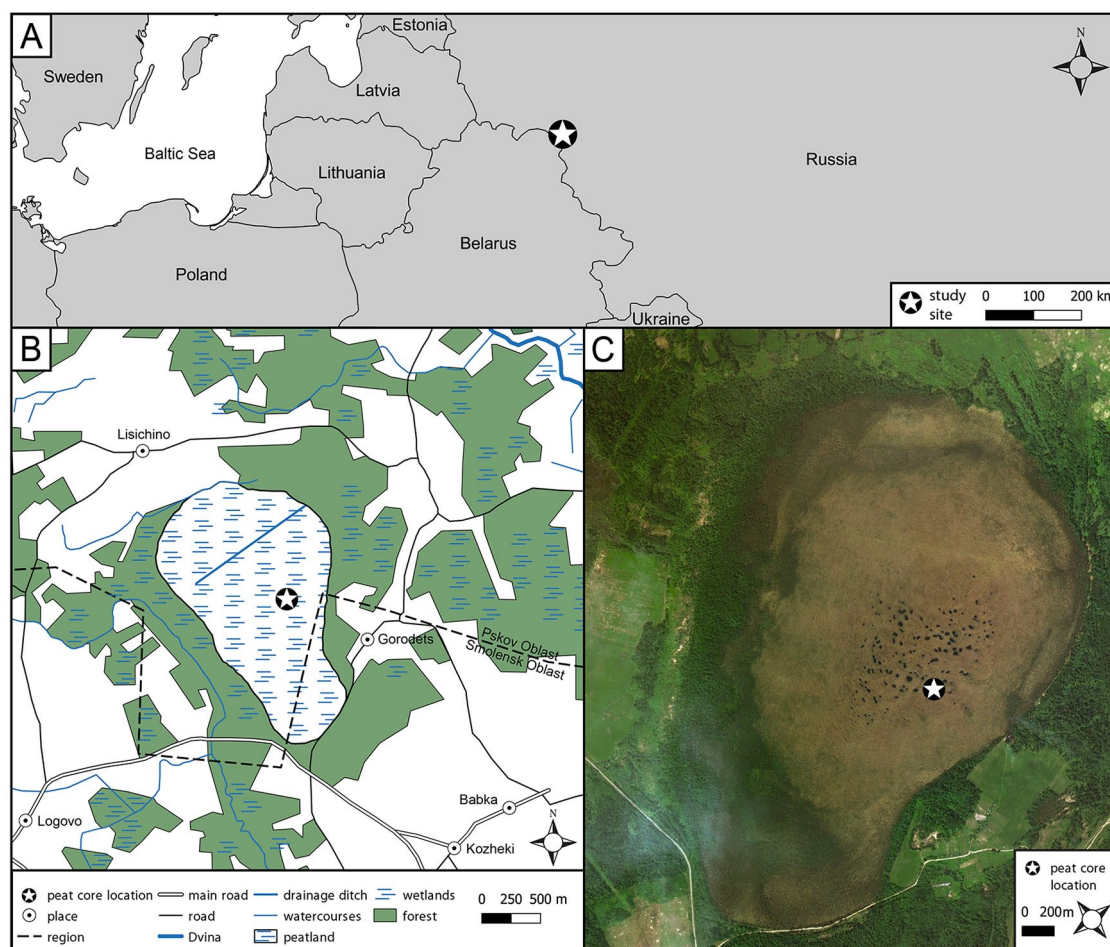 A
Estonia
N
Sweden
Latvia
Baltic Sea
Russia
Lithuania
Belarus
Poland
study
site
0 100 200 km
Ukraine
B
C
Lisichino
Gorodets
Pskov Oblast
Smolensk Oblast
Babka
Logovo
Kozheki
N
peat core location
main road
drainage ditch
wetlands
0 250 500 m
place
road
watercourses
forest
region
Dvina
peatland
peat core
location
0 200m
N